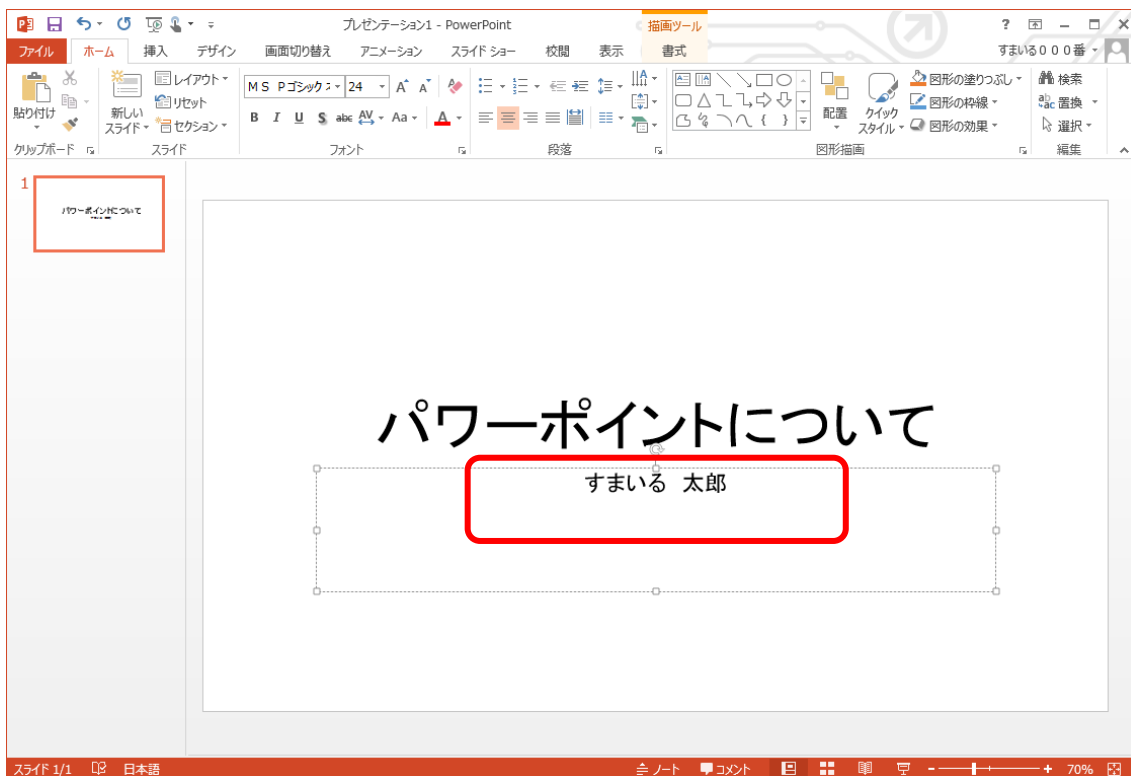 プレゼンテーション1 - PowerPoint
描画ツール
?
ファイル
ホーム
挿入
デザイン
画面切り替え
アニメーション
スライド ショー
校閲
表示
書式
すまいる０００番
貼り付け
新しい
スライド
レイアウト
リセット
セクション
ＭＳ Ｐゴシック
24
B I U S abc AV Aa A
配置
クイック
スタイル
図形の塗りつぶし
図形の枠線
図形の効果
検索
置換
選択
クリップボード
スライド
フォント
段落
図形描画
編集
1
パワーポイントについて
パワーポイントについて
すまいる　太郎
スライド 1/1
日本語
ノート
コメント
70%